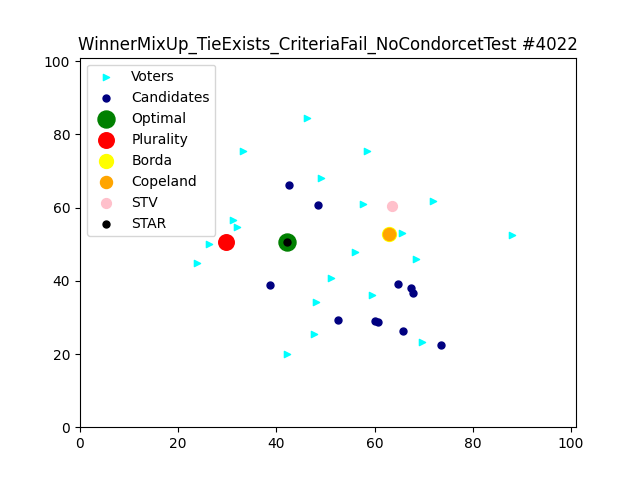 WinnerMixUp_TieExists_CriteriaFail_NoCondorcetTest #4022
100
80
60
40
20
0
Voters
Candidates
Optimal
Plurality
Borda
Copeland
STV
STAR
0 20 40 60 80 100